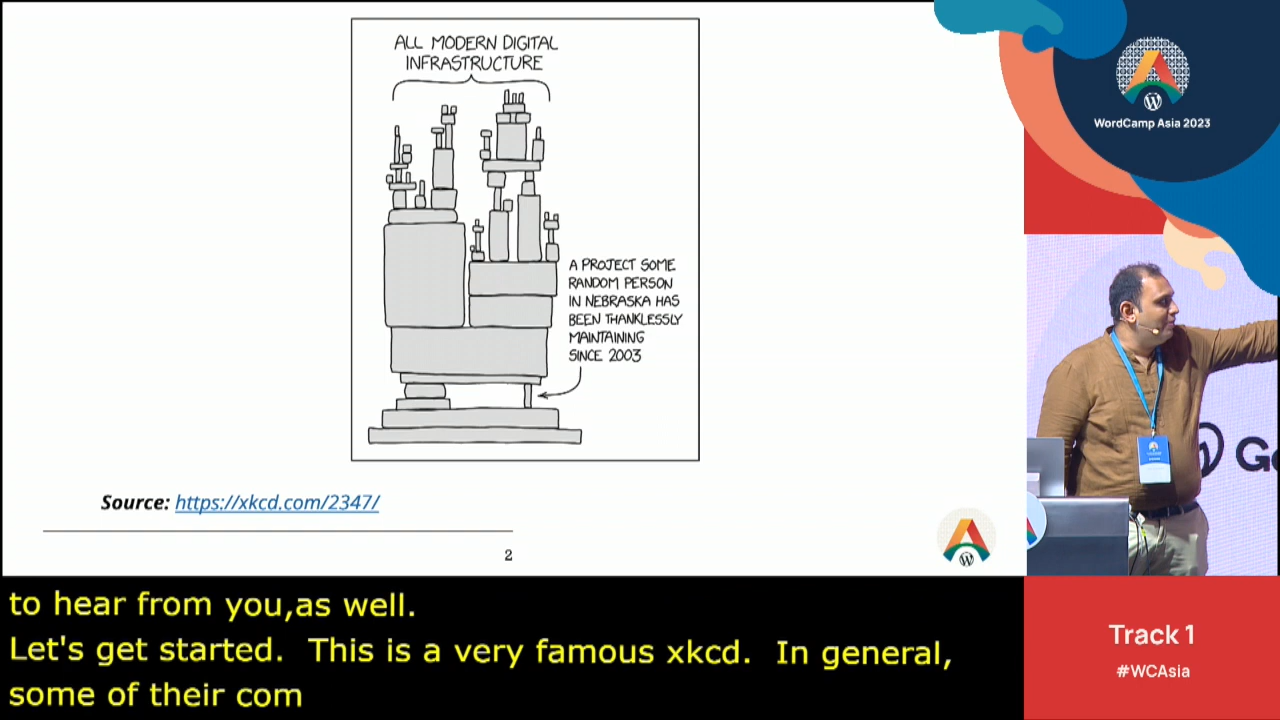 ALL MODERN DIGITAL
INFRASTRUCTURE
A PROJECT SOME
RANDOM PERSON
IN NEBRASKA HAS
BEEN THANKLESSLY
MAINTAINING
SINCE 2003
Source: https://xkcd.com/2347/
2
WordCamp Asia 2023
Go
to hear from you,as well.
Let's get started.  This is a very famous xkcd.  In general,
some of their com
Track 1
#WCAsia